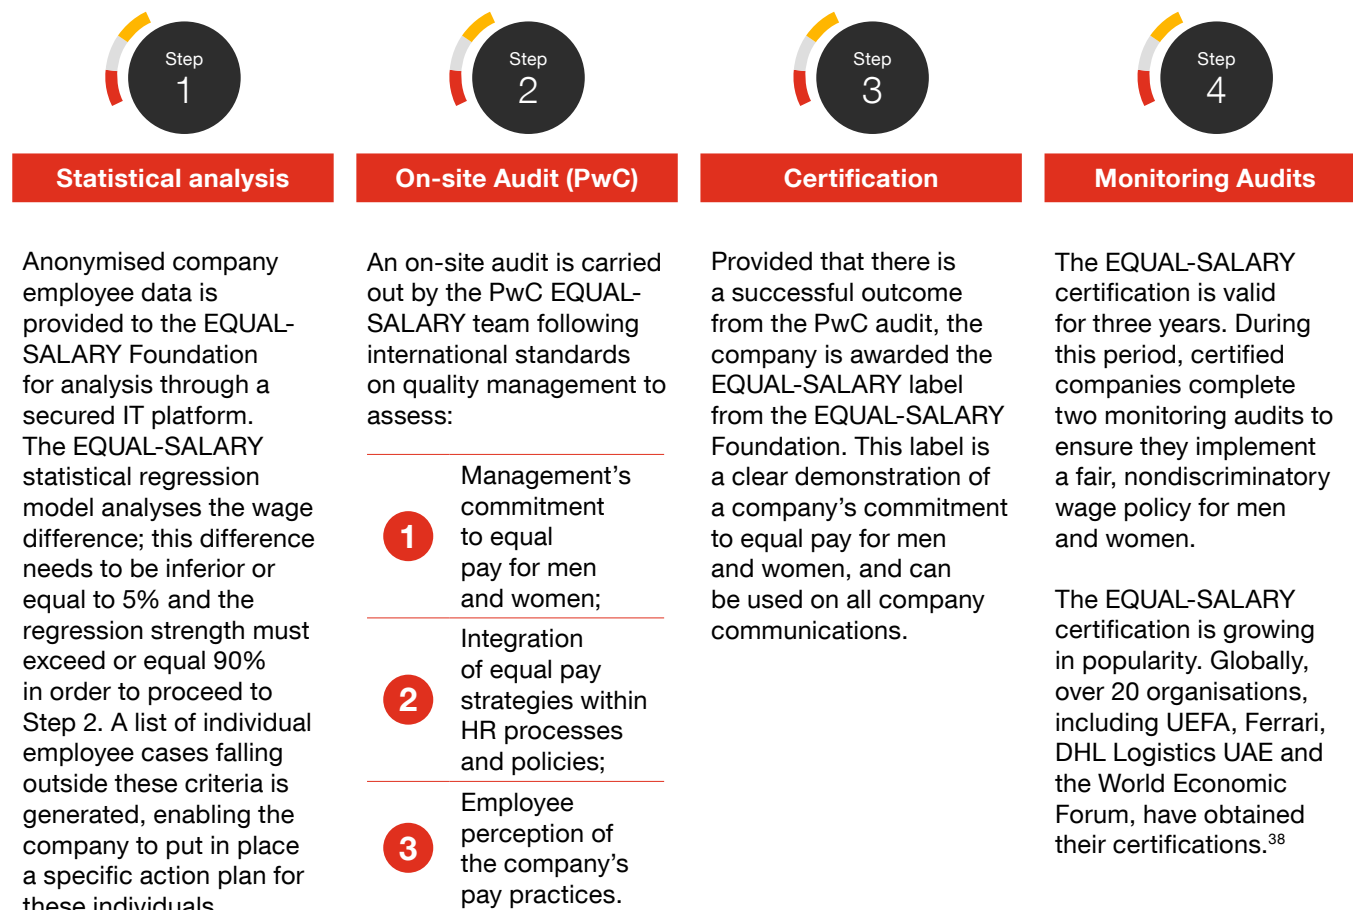 Step
1
Statistical analysis
Anonymised company
employee data is
provided to the EQUAL-
SALARY Foundation
for analysis through a
secured IT platform.
The EQUAL-SALARY
statistical regression
model analyses the wage
difference; this difference
needs to be inferior or
equal to 5% and the
regression strength must
exceed or equal 90%
in order to proceed to
Step 2. A list of individual
employee cases falling
outside these criteria is
generated, enabling the
company to put in place
a specific action plan for
these individuals
Step
2
On-site Audit (PwC)
An on-site audit is carried
out by the PwC EQUAL-
SALARY team following
international standards
on quality management to
assess:
1
Management’s
commitment
to equal
pay for men
and women;
2
Integration
of equal pay
strategies within
HR processes
and policies;
3
Employee
perception of
the company’s
pay practices.
Step
3
Certification
Provided that there is
a successful outcome
from the PwC audit, the
company is awarded the
EQUAL-SALARY label
from the EQUAL-SALARY
Foundation. This label is
a clear demonstration of
a company’s commitment
to equal pay for men
and women, and can
be used on all company
communications.
Step
4
Monitoring Audits
The EQUAL-SALARY
certification is valid
for three years. During
this period, certified
companies complete
two monitoring audits to
ensure they implement
a fair, nondiscriminatory
wage policy for men
and women.
The EQUAL-SALARY
certification is growing
in popularity. Globally,
over 20 organisations,
including UEFA, Ferrari,
DHL Logistics UAE and
the World Economic
Forum, have obtained
their certifications.38